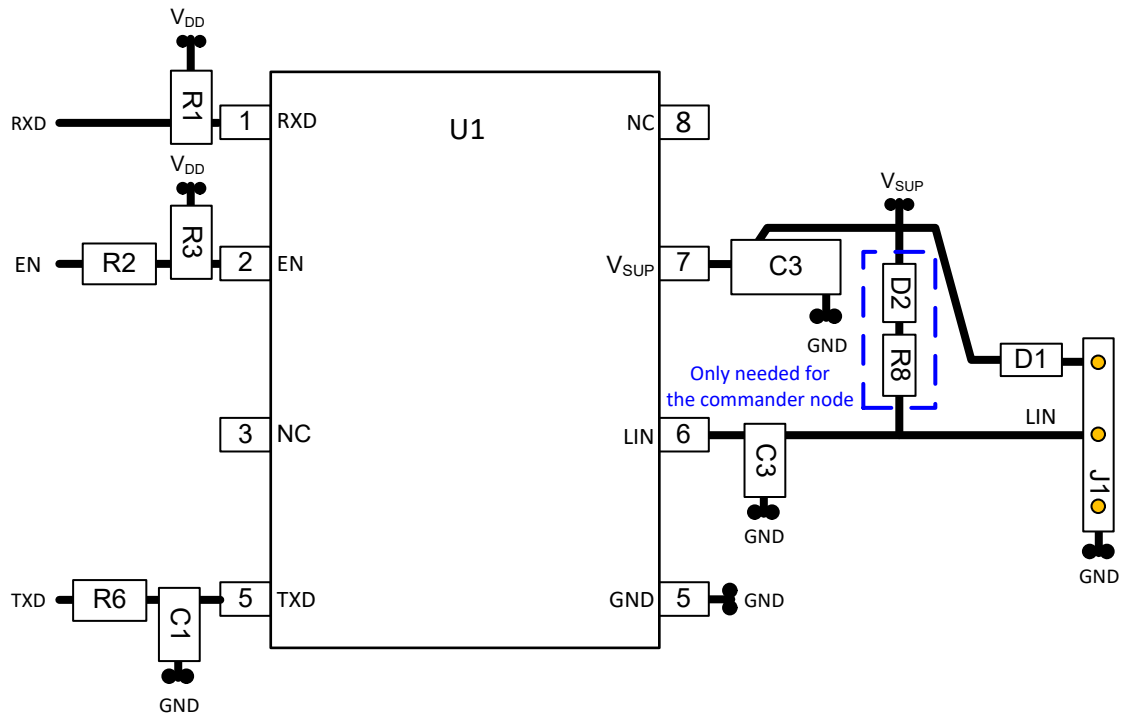 VDD
R1
RXD
1
RXD
U1
NC
8
VDD
R3
EN
R2
2
EN
VSUP
VSUP
7
C3
GND
D2
R8
D1
Only needed for
the commander node
3
NC
LIN
6
C3
GND
LIN
J1
GND
TXD
R6
C1
GND
5
TXD
GND
5
GND